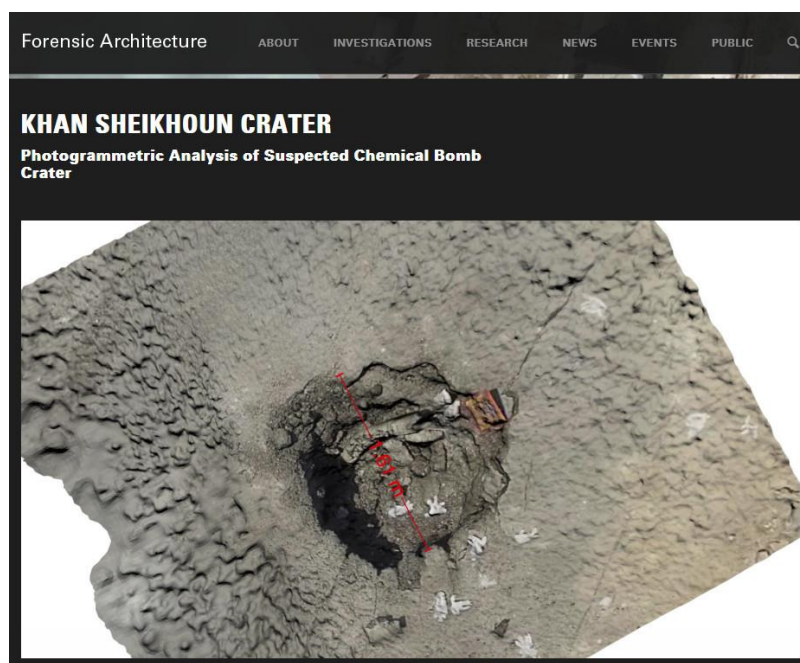 Forensic Architecture
ABOUT
INVESTIGATIONS
RESEARCH
NEWS
EVENTS
PUBLIC
KHAN SHEIKHOUN CRATER
Photogrammetric Analysis of Suspected Chemical Bomb
Crater